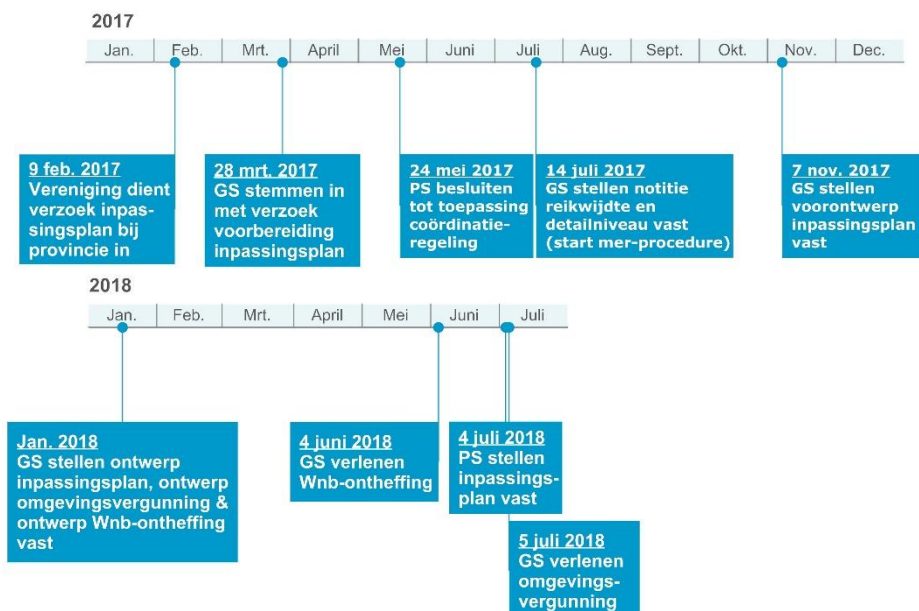 2017
Jan. Feb. Mrt. April Mei Juni Juli Aug. Sept. Okt. Nov. Dec.
9 feb. 2017
Vereniging dient
verzoek inpas-
singsplan bij
provincie in
28 mrt. 2017
GS stemmen in
met verzoek
voorbereiding
inpassingsplan
24 mei 2017
PS besluiten
tot toepassing
coördinatie-
regeling
14 juli 2017
GS stellen notitie
reikwijdte en
detailniveau vast
(start mer-procedure)
7 nov. 2017
GS stellen
voorontwerp
inpassingsplan
vast
2018
Jan. Feb. Mrt. April Mei Juni Juli
Jan. 2018
GS stellen ontwerp
inpassingsplan, ontwerp
omgevingsvergunning &
ontwerp Wnb-ontheffing
vast
4 juni 2018
GS verlenen
Wnb-ontheffing
4 juli 2018
PS stellen
inpassings-
plan vast
5 juli 2018
GS verlenen
omgevings-
vergunning